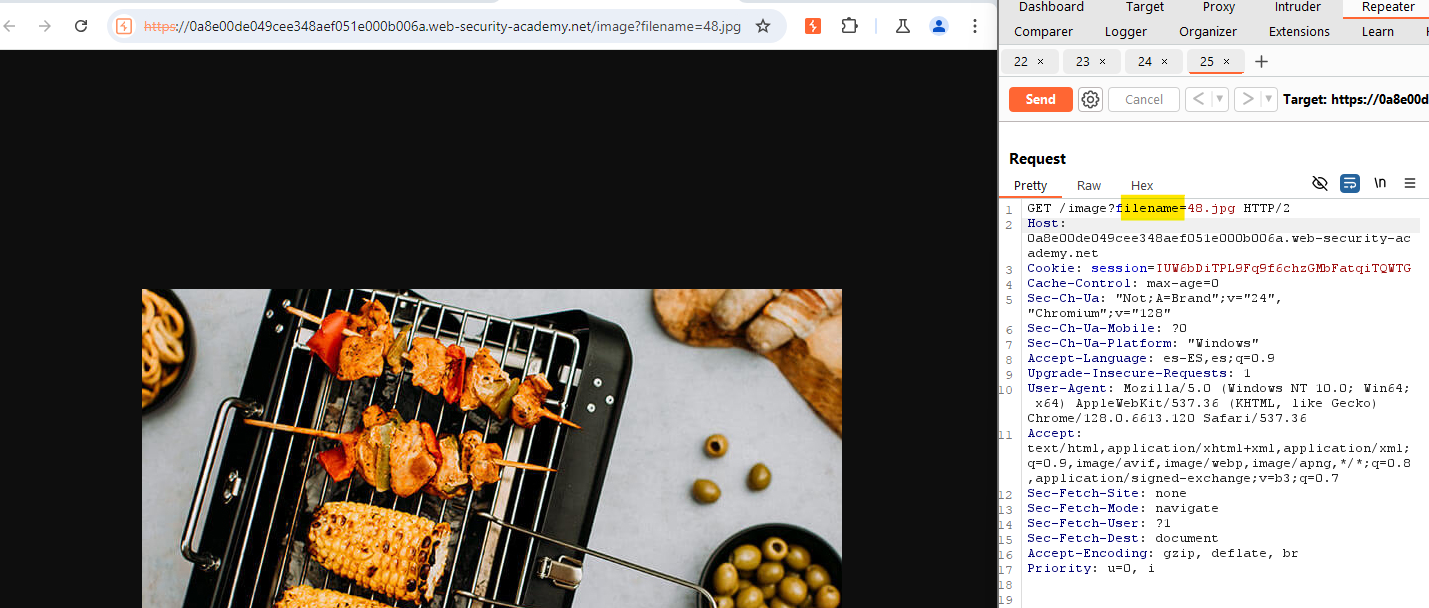 https://0a8e00de049cee348aef051e000b006a.web-security-academy.net/image?filename=48.jpg
Dashboard Target Proxy Intruder Repeater
Comparer Logger Organizer Extensions Learn
22 × 23 × 24 × 25 × +
Send Cancel < > Target: https://0a8e00d
Request
Pretty Raw Hex \n
1 GET /image?filename=48.jpg HTTP/2
2 Host:
0a8e00de049cee348aef051e000b006a.web-security-ac
ademy.net
3 Cookie: session=IUW6bDiTPL9Fq9f6chzGMbFatqiTQWTG
4 Cache-Control: max-age=0
5 Sec-Ch-Ua: "Not;A=Brand";v="24",
"Chromium";v="128"
6 Sec-Ch-Ua-Mobile: ?0
7 Sec-Ch-Ua-Platform: "Windows"
8 Accept-Language: es-ES,es;q=0.9
9 Upgrade-Insecure-Requests: 1
10 User-Agent: Mozilla/5.0 (Windows NT 10.0; Win64;
x64) AppleWebKit/537.36 (KHTML, like Gecko)
Chrome/128.0.6613.120 Safari/537.36
11 Accept:
text/html,application/xhtml+xml,application/xml;
q=0.9,image/avif,image/webp,image/apng,*/*;q=0.8
,application/signed-exchange;v=b3;q=0.7
12 Sec-Fetch-Site: none
13 Sec-Fetch-Mode: navigate
14 Sec-Fetch-User: ?1
15 Sec-Fetch-Dest: document
16 Accept-Encoding: gzip, deflate, br
17 Priority: u=0, i
18
19